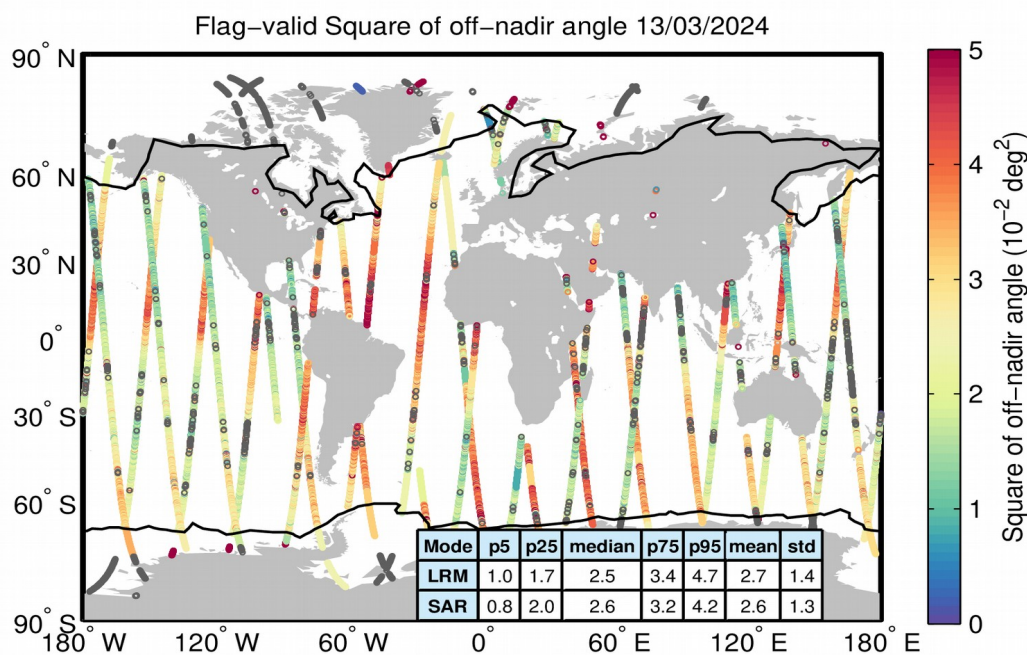 Flag−valid Square of off−nadir angle 13/03/2024
90° N
60° N
30° N
0°
30° S
60° S
90° S
180° W
120° W
60° W
0°
60° E
120° E
180° E
Mode p5 p25 median p75 p95 mean std
LRM 1.0 1.7 2.5 3.4 4.7 2.7 1.4
SAR 0.8 2.0 2.6 3.2 4.2 2.6 1.3
5
4
3
2
1
0
Square of off−nadir angle (10⁻² deg²)